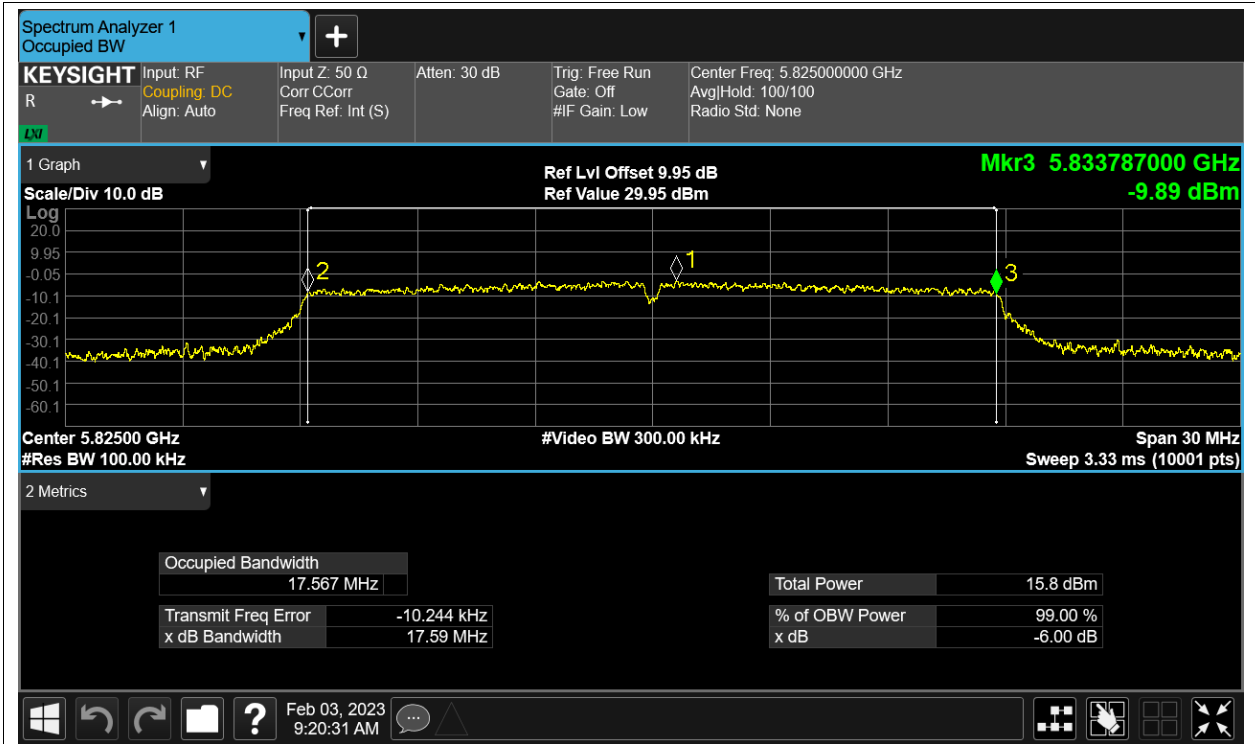 Spectrum Analyzer 1
Occupied BW
KEYSIGHT
R
LXI
Input: RF
Coupling: DC
Align: Auto
Input Z: 50 Ω
Corr CCorr
Freq Ref: Int (S)
Atten: 30 dB
Trig: Free Run
Gate: Off
#IF Gain: Low
Center Freq: 5.825000000 GHz
Avg|Hold: 100/100
Radio Std: None
1 Graph
Scale/Div 10.0 dB
Ref Lvl Offset 9.95 dB
Ref Value 29.95 dBm
Mkr3 5.833787000 GHz
-9.89 dBm
Log
20.0
9.95
-0.05
-10.1
-20.1
-30.1
-40.1
-50.1
-60.1
2
1
3
Center 5.82500 GHz
#Res BW 100.00 kHz
#Video BW 300.00 kHz
Span 30 MHz
Sweep 3.33 ms (10001 pts)
2 Metrics
Occupied Bandwidth
17.567 MHz
Transmit Freq Error -10.244 kHz
x dB Bandwidth 17.59 MHz
Total Power 15.8 dBm
% of OBW Power 99.00 %
x dB -6.00 dB
?
Feb 03, 2023
9:20:31 AM